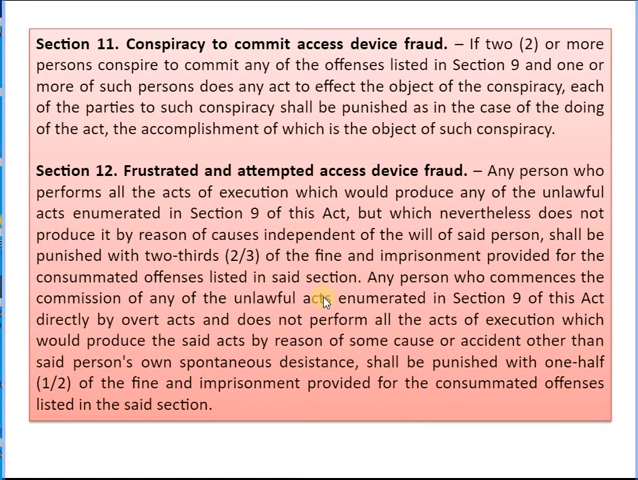 Section 11. Conspiracy to commit access device fraud. – If two (2) or more
persons conspire to commit any of the offenses listed in Section 9 and one or
more of such persons does any act to effect the object of the conspiracy, each
of the parties to such conspiracy shall be punished as in the case of the doing
of the act, the accomplishment of which is the object of such conspiracy.
Section 12. Frustrated and attempted access device fraud. – Any person who
performs all the acts of execution which would produce any of the unlawful
acts enumerated in Section 9 of this Act, but which nevertheless does not
produce it by reason of causes independent of the will of said person, shall be
punished with two-thirds (2/3) of the fine and imprisonment provided for the
consummated offenses listed in said section. Any person who commences the
commission of any of the unlawful acts enumerated in Section 9 of this Act
directly by overt acts and does not perform all the acts of execution which
would produce the said acts by reason of some cause or accident other than
said person's own spontaneous desistance, shall be punished with one-half
(1/2) of the fine and imprisonment provided for the consummated offenses
listed in the said section.